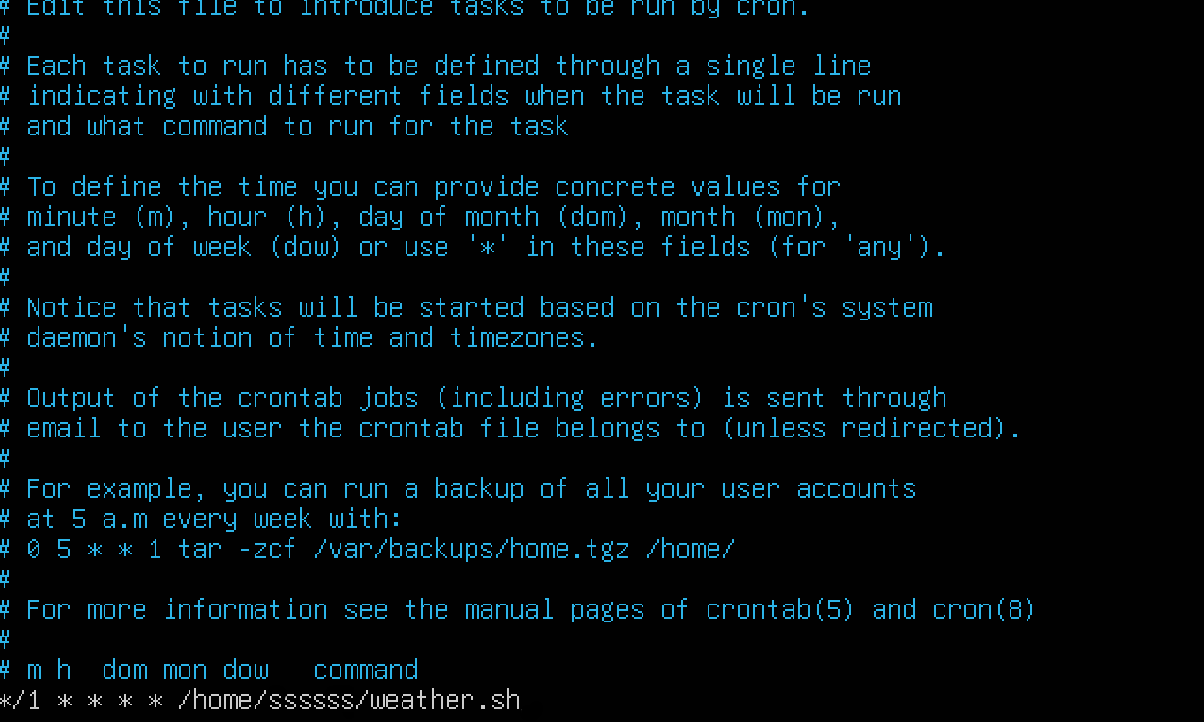 # Edit this file to introduce tasks to be run by cron.
#
# Each task to run has to be defined through a single line
# indicating with different fields when the task will be run
# and what command to run for the task
#
# To define the time you can provide concrete values for
# minute (m), hour (h), day of month (dom), month (mon),
# and day of week (dow) or use '*' in these fields (for 'any').
#
# Notice that tasks will be started based on the cron's system
# daemon's notion of time and timezones.
#
# Output of the crontab jobs (including errors) is sent through
# email to the user the crontab file belongs to (unless redirected).
#
# For example, you can run a backup of all your user accounts
# at 5 a.m every week with:
# 0 5 * * 1 tar -zcf /var/backups/home.tgz /home/
#
# For more information see the manual pages of crontab(5) and cron(8)
#
# m h  dom mon dow   command
*/1 * * * * /home/ssssss/weather.sh